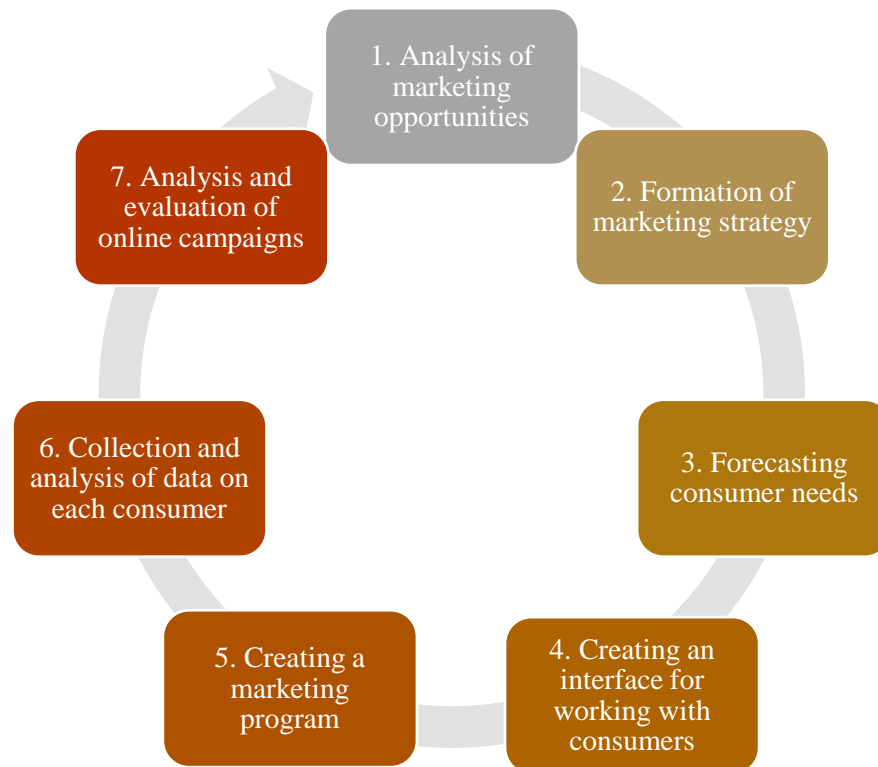 1. Analysis of
marketing
opportunities
2. Formation of
marketing strategy
3. Forecasting
consumer needs
4. Creating an
interface for
working with
consumers
5. Creating a
marketing
program
6. Collection and
analysis of data on
each consumer
7. Analysis and
evaluation of
online campaigns